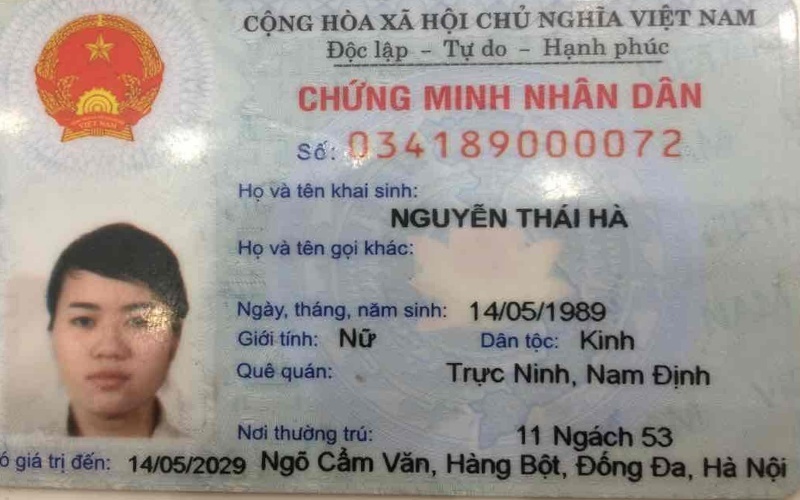 CỘNG HÒA XÃ HỘI CHỦ NGHĨA VIỆT NAM
Độc lập - Tự do - Hạnh phúc
CHỨNG MINH NHÂN DÂN
Số: 034189000072
Họ và tên khai sinh:
NGUYỄN THÁI HÀ
Họ và tên gọi khác:
Ngày, tháng, năm sinh: 14/05/1989
Giới tính: Nữ Dân tộc: Kinh
Quê quán: Trực Ninh, Nam Định
Nơi thường trú: 11 Ngách 53
ó giá trị đến: 14/05/2029 Ngõ Cẩm Văn, Hàng Bột, Đống Đa, Hà Nội
VIỆT NAM